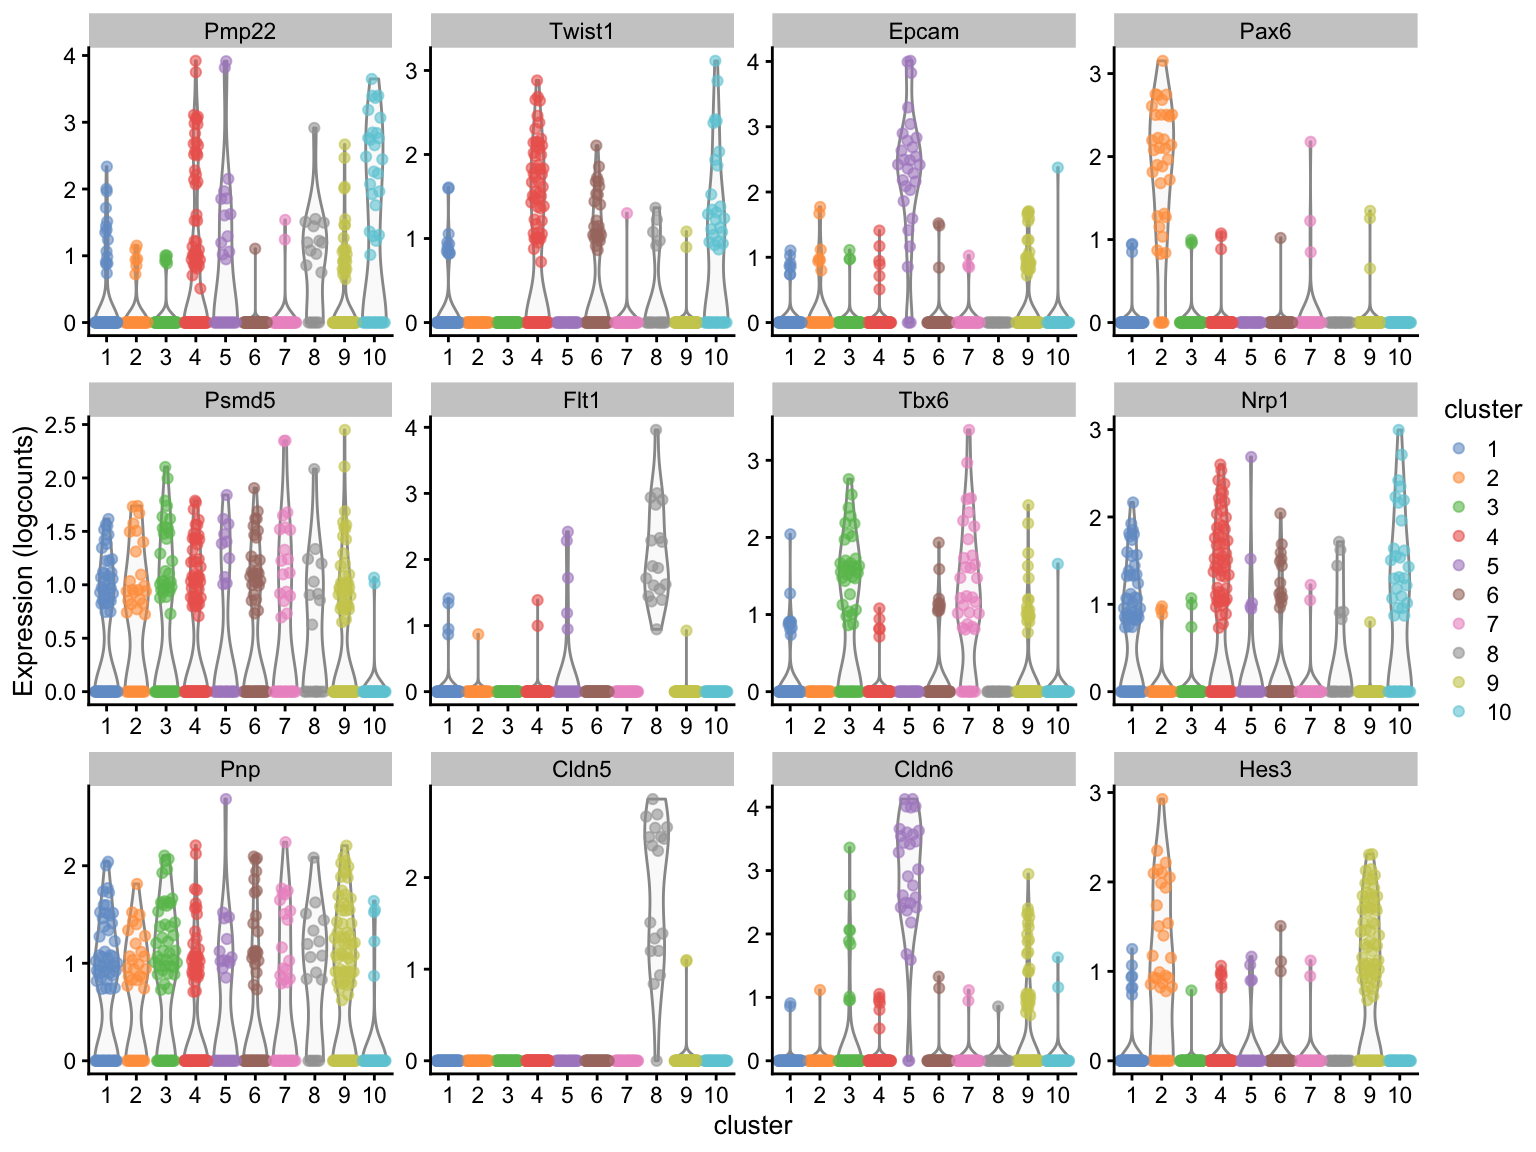 Pmp22 Twist1 Epcam Pax6
4 3 2 1 0
3 2 1 0
4 3 2 1 0
3 2 1 0
1 2 3 4 5 6 7 8 9 10
1 2 3 4 5 6 7 8 9 10
1 2 3 4 5 6 7 8 9 10
1 2 3 4 5 6 7 8 9 10
Psmd5 Flt1 Tbx6 Nrp1
2.5 2.0 1.5 1.0 0.5 0.0
4 3 2 1 0
3 2 1 0
3 2 1 0
1 2 3 4 5 6 7 8 9 10
1 2 3 4 5 6 7 8 9 10
1 2 3 4 5 6 7 8 9 10
1 2 3 4 5 6 7 8 9 10
Pnp Cldn5 Cldn6 Hes3
2 1 0
2 1 0
4 3 2 1 0
3 2 1 0
1 2 3 4 5 6 7 8 9 10
1 2 3 4 5 6 7 8 9 10
1 2 3 4 5 6 7 8 9 10
1 2 3 4 5 6 7 8 9 10
Expression (logcounts)
cluster
cluster
1
2
3
4
5
6
7
8
9
10